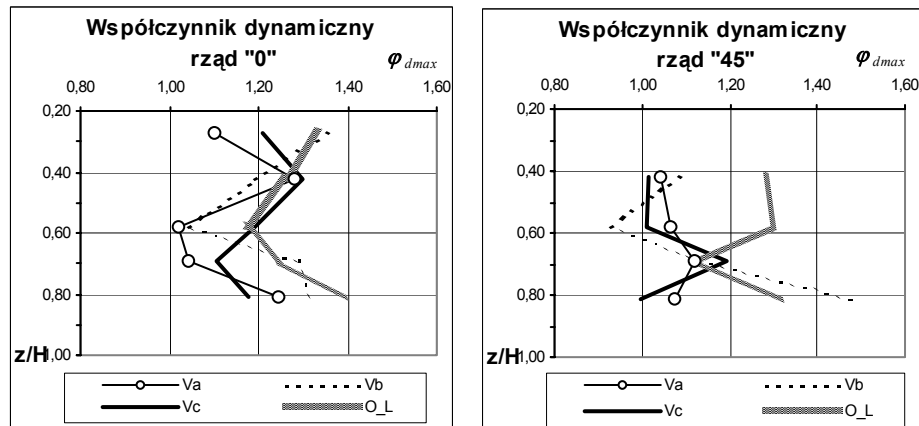 Współczynnik dynamiczny
rząd "0"
φ dmax
0,80 1,00 1,20 1,40 1,60
0,20
0,40
0,60
0,80
1,00
z/H
Va Vb
Vc O_L
Współczynnik dynamiczny
rząd "45"
φ dmax
0,80 1,00 1,20 1,40 1,60
0,20
0,40
0,60
0,80
1,00
z/H
Va Vb
Vc O_L